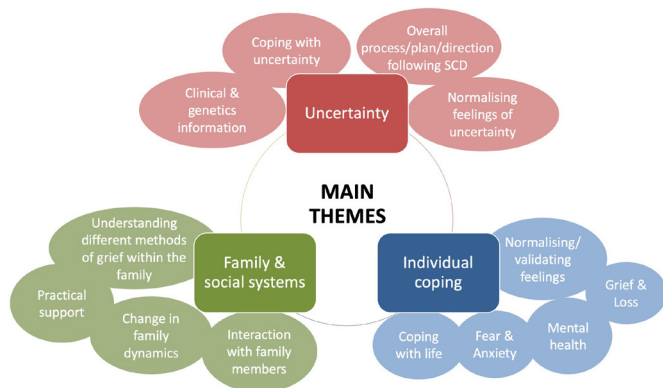 Overall
process/plan/direction
following SCD
Coping with
uncertainty
Clinical &
genetics
information
Uncertainty
Normalising
feelings of
uncertainty
MAIN
THEMES
Understanding
different methods
of grief within the
family
Family &
social systems
Practical
support
Change in
family
dynamics
Interaction
with family
members
Individual
coping
Normalising/
validating
feelings
Grief &
Loss
Mental
health
Fear &
Anxiety
Coping
with life